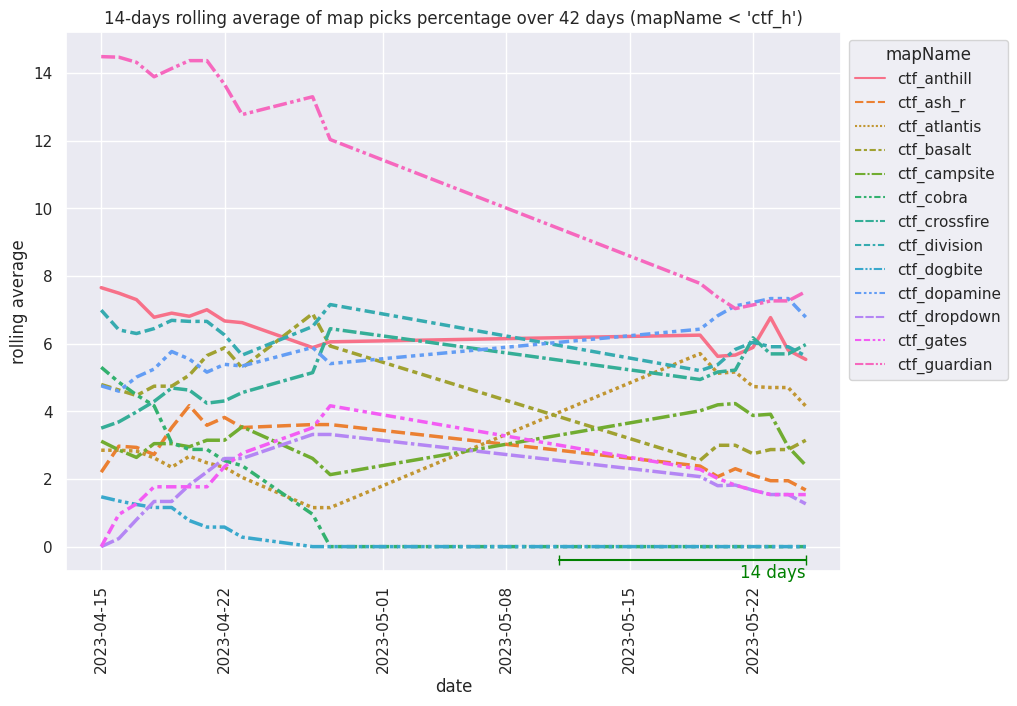 14-days rolling average of map picks percentage over 42 days (mapName < 'ctf_h')
mapName
ctf_anthill
ctf_ash_r
ctf_atlantis
ctf_basalt
ctf_campsite
ctf_cobra
ctf_crossfire
ctf_division
ctf_dogbite
ctf_dopamine
ctf_dropdown
ctf_gates
ctf_guardian
rolling average
14
12
10
8
6
4
2
0
14 days
2023-04-15
2023-04-22
2023-05-01
2023-05-08
2023-05-15
2023-05-22
date